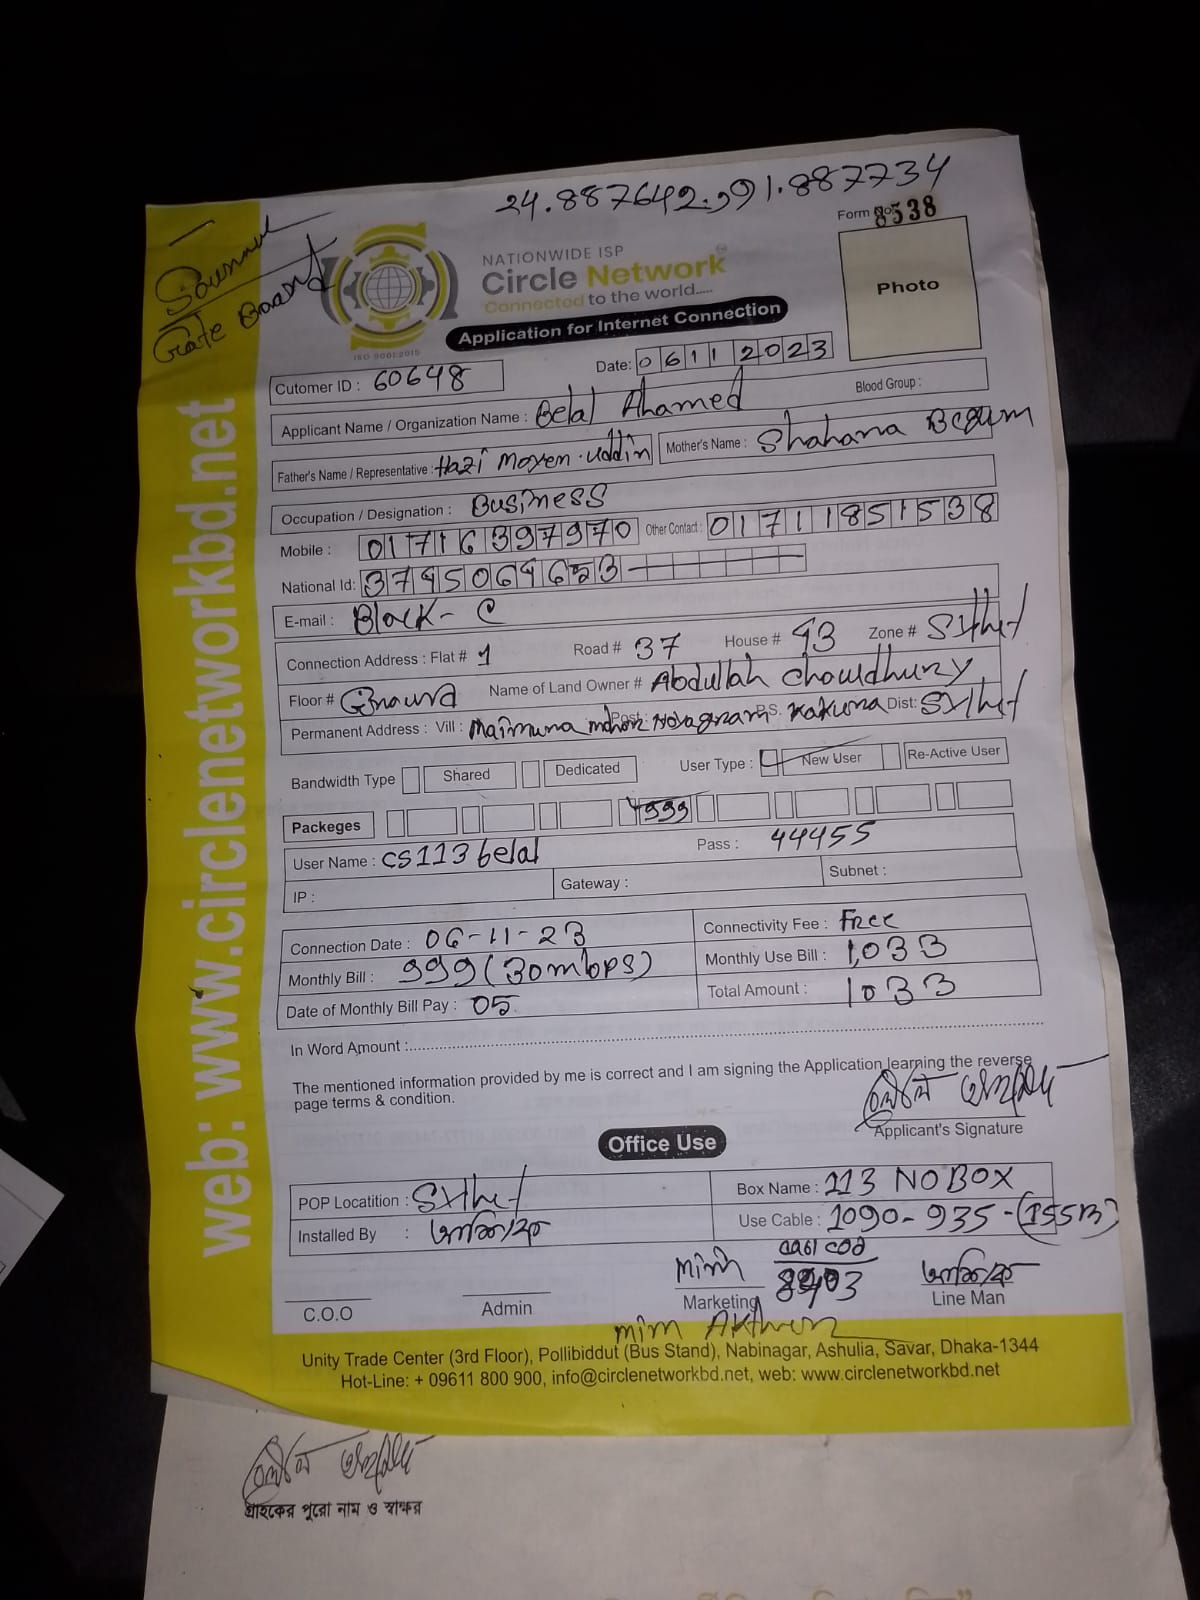 24.887642, 91.887734
Form No: 8538
Gate
NATIONWIDE ISP
Circle Network
Connected to the world.....
ISO 9001:2015
Application for Internet Connection
Photo
Date: 06112023
Cutomer ID : 60648
Applicant Name / Organization Name : Belal Ahamed Blood Group :
Father's Name / Representative : Hazi Moyen.uddin Mother's Name : Shahana Begum
Occupation / Designation : Business
Mobile : 01716397970 Other Contact : 01711851538
National Id:
E-mail : Block- C
Connection Address : Flat # 1 Road # 37 House # 93 Zone # Sylhet
Floor # Ground Name of Land Owner # Abdullah Chowdhury
Permanent Address : Vill : Maimuna Post: P.S. Dist: Sylhet
Bandwidth Type Shared Dedicated User Type : New User Re-Active User
Packeges 999
User Name : CS113belal Pass : 44455
IP : Gateway : Subnet :
Connection Date : 06-11-23 Connectivity Fee : Free
Monthly Bill : 999 (30mbps) Monthly Use Bill : 1,033
Date of Monthly Bill Pay : 05 Total Amount : 1033
In Word Amount :
The mentioned information provided by me is correct and I am signing the Application learning the reverse
page terms & condition.
Applicant's Signature
Office Use
POP Locatition : Sylhet Box Name : 113 NO BOX
Installed By : Use Cable : 1090-935-(155m)
Mim
C.O.O Admin Marketing Line Man
Mim Akther
Unity Trade Center (3rd Floor), Pollibiddut (Bus Stand), Nabinagar, Ashulia, Savar, Dhaka-1344
Hot-Line: + 09611 800 900, info@circlenetworkbd.net, web: www.circlenetworkbd.net
web: www.circlenetworkbd.net
গ্রাহকের পুরো নাম ও স্বাক্ষর